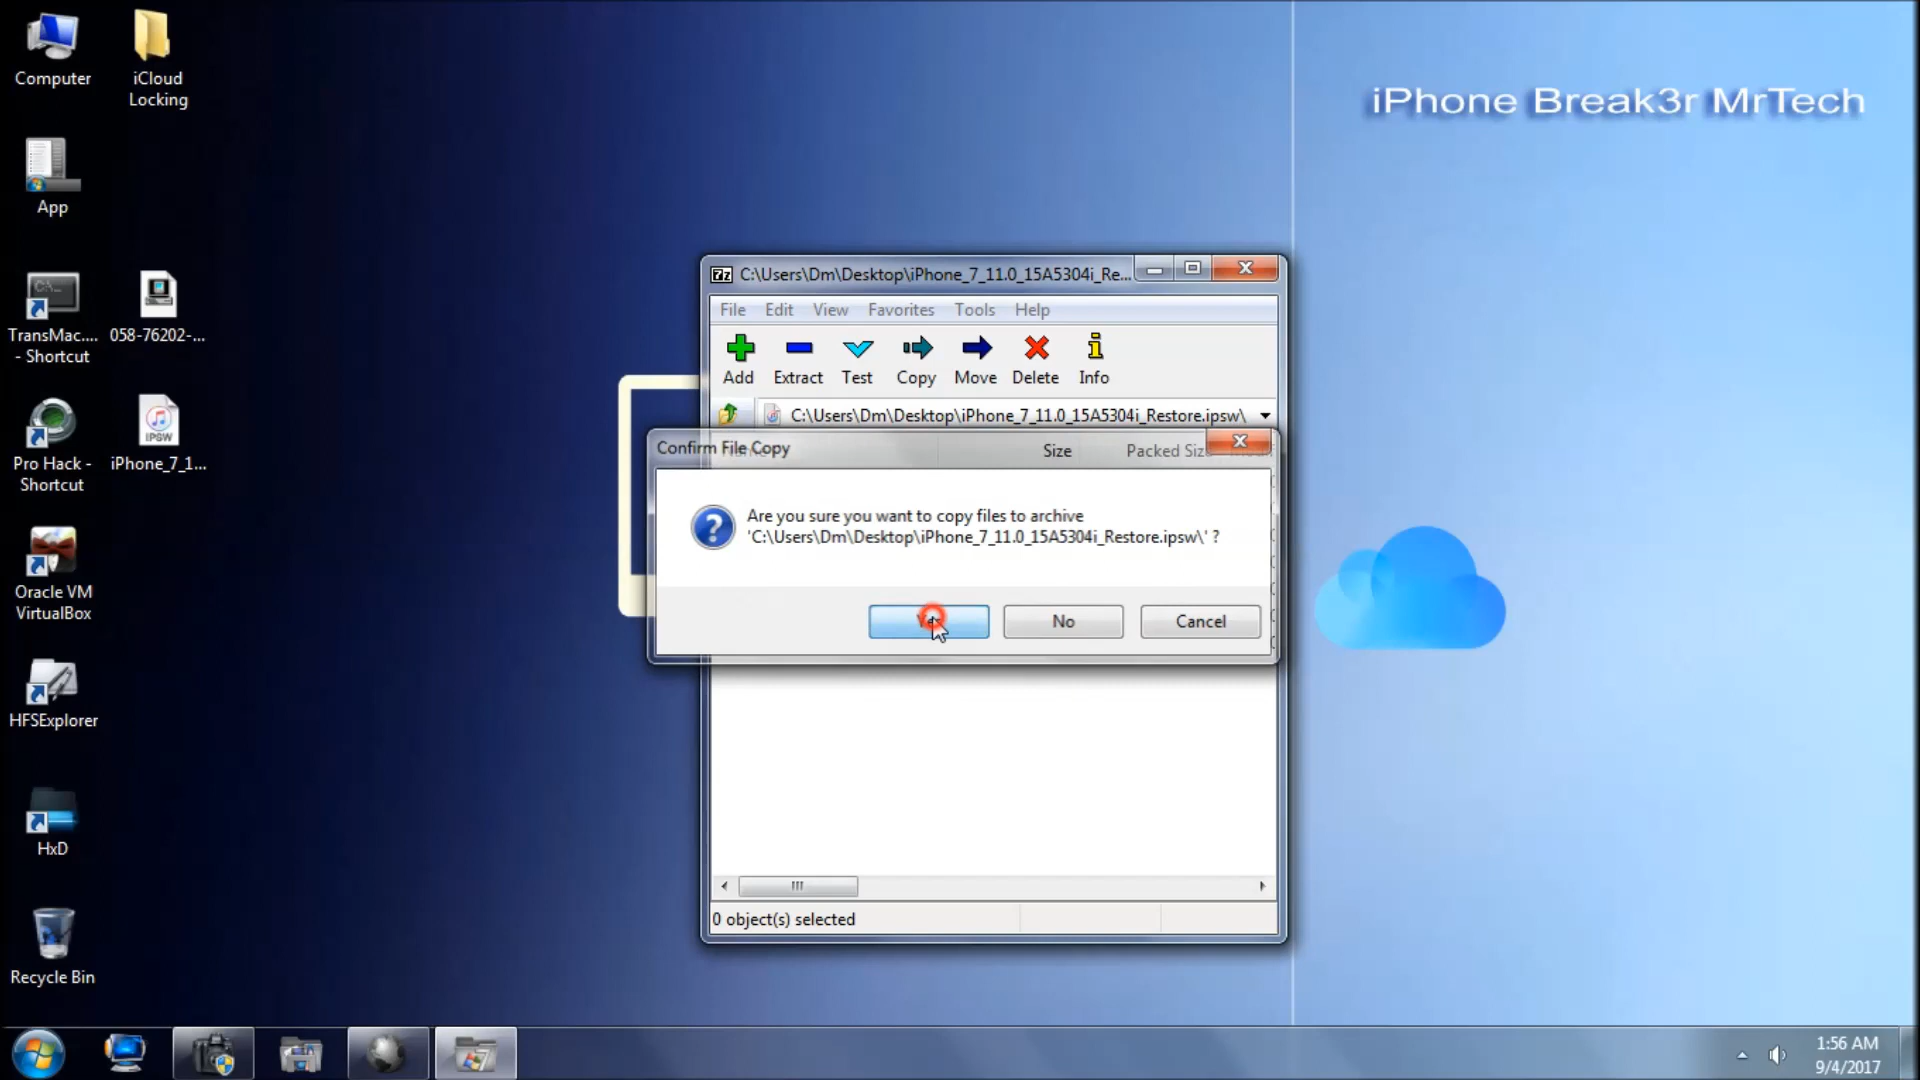 Computer
iCloud
Locking
iPhone Break3r MrTech
App
TransMac....
- Shortcut
058-76202-...
Pro Hack -
Shortcut
IPSW
iPhone_7_1...
Oracle VM
VirtualBox
HFSExplorer
HxD
Recycle Bin
7z C:\Users\Dm\Desktop\iPhone_7_11.0_15A5304i_Re...
File Edit View Favorites Tools Help
Add Extract Test Copy Move Delete Info
C:\Users\Dm\Desktop\iPhone_7_11.0_15A5304i_Restore.ipsw\
Confirm File Copy
Size Packed Size
Are you sure you want to copy files to archive
'C:\Users\Dm\Desktop\iPhone_7_11.0_15A5304i_Restore.ipsw\' ?
No Cancel
0 object(s) selected
1:56 AM
9/4/2017